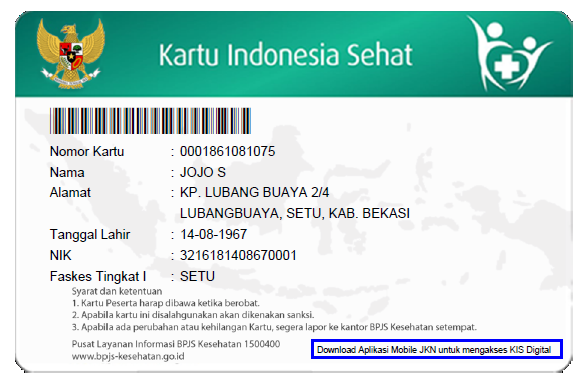 Kartu Indonesia Sehat
Nomor Kartu : 0001861081075
Nama : JOJO S
Alamat : KP. LUBANG BUAYA 2/4
LUBANGBUAYA, SETU, KAB. BEKASI
Tanggal Lahir : 14-08-1967
NIK : 3216181408670001
Faskes Tingkat I : SETU
Syarat dan ketentuan
1. Kartu Peserta harap dibawa ketika berobat.
2. Apabila kartu ini disalahgunakan akan dikenakan sanksi.
3. Apabila ada perubahan atau kehilangan Kartu, segera lapor ke kantor BPJS Kesehatan setempat.
Pusat Layanan Informasi BPJS Kesehatan 1500400
www.bpjs-kesehatan.go.id
Download Aplikasi Mobile JKN untuk mengakses KIS Digital